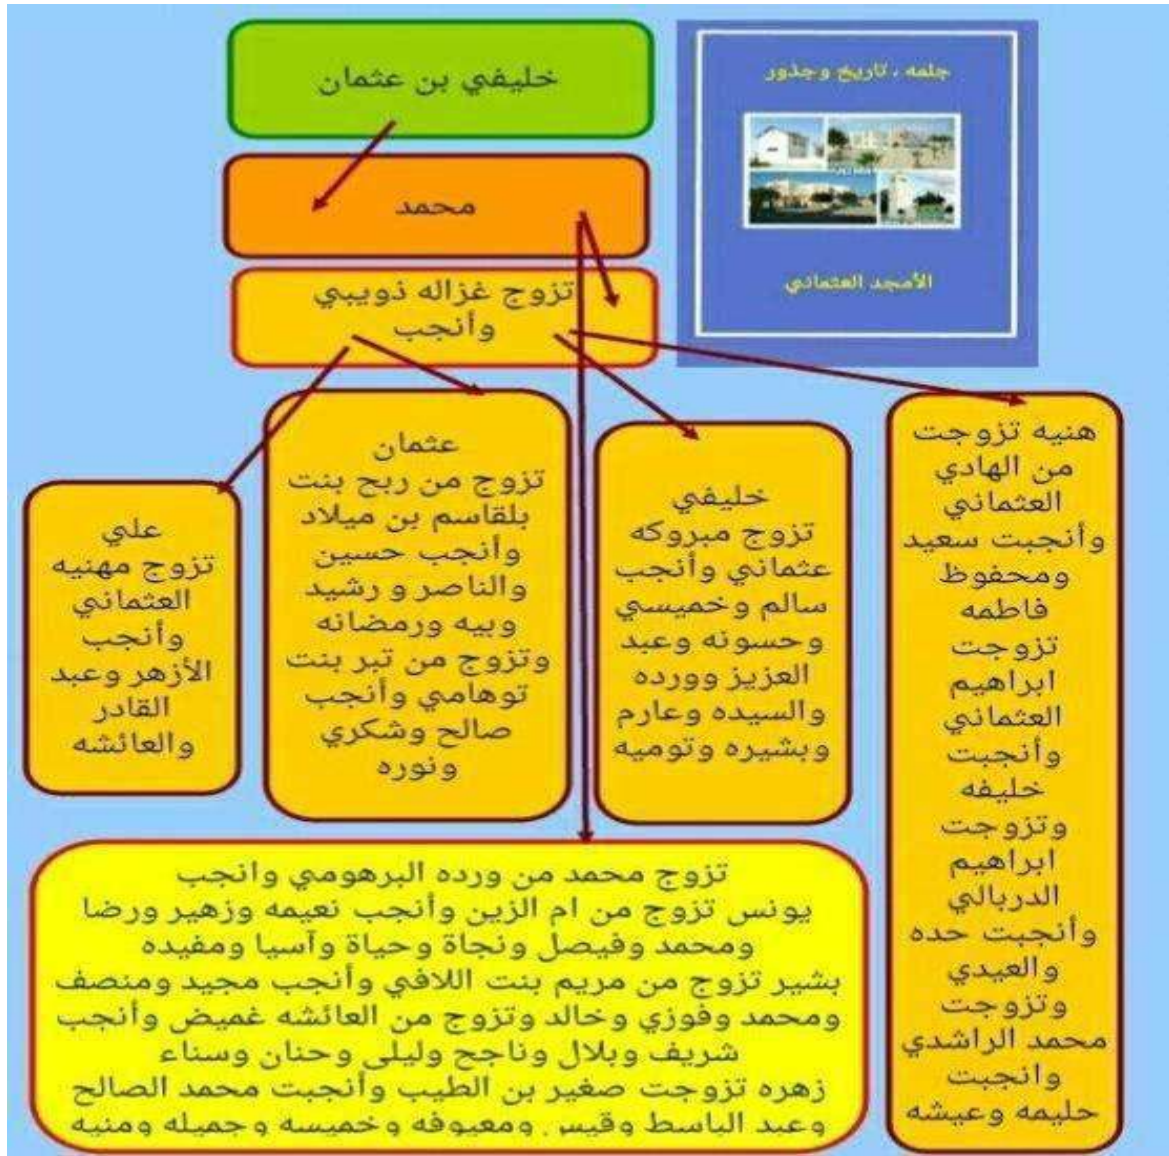 خليفي بن عثمان
جلمه ، تاريخ وجذور
الأمجد العثماني
محمد
تزوج غزاله ذويبي
وأنجب
هنيه تزوجت
من الهادي
العثماني
وأنجبت سعيد
ومحفوظ
فاطمه
تزوجت
ابراهيم
العثماني
وأنجبت
خليفه
وتزوجت
ابراهيم
الدربالي
وأنجبت حده
والعيدي
وتزوجت
محمد الراشدي
وانجبت
حليمه وعيشه
خليفي
تزوج مبروكه
عثماني وأنجب
سالم وخميسي
وحسونه وعبد
العزيز وورده
والسيده وعارم
وبشيره وتوميه
عثمان
تزوج من ربح بنت
بلقاسم بن ميلاد
وأنجب حسين
والناصر و رشيد
وبيه ورمضانه
وتزوج من تبر بنت
توهامي وأنجب
صالح وشكري
ونوره
علي
تزوج مهنيه
العثماني
وأنجب
الأزهر وعبد
القادر
والعائشه
تزوج محمد من ورده البرهومي وانجب
يونس تزوج من ام الزين وأنجب نعيمه وزهير ورضا
ومحمد وفيصل ونجاة وحياة وآسيا ومفيده
بشير تزوج من مريم بنت اللافي وأنجب مجيد ومنصف
ومحمد وفوزي وخالد وتزوج من العائشه غميض وأنجب
شريف وبلال وناجح وليلى وحنان وسناء
زهره تزوجت صغير بن الطيب وأنجبت محمد الصالح
وعبد الباسط وقيس ومعيوفه وخميسه وجميله ومنيه